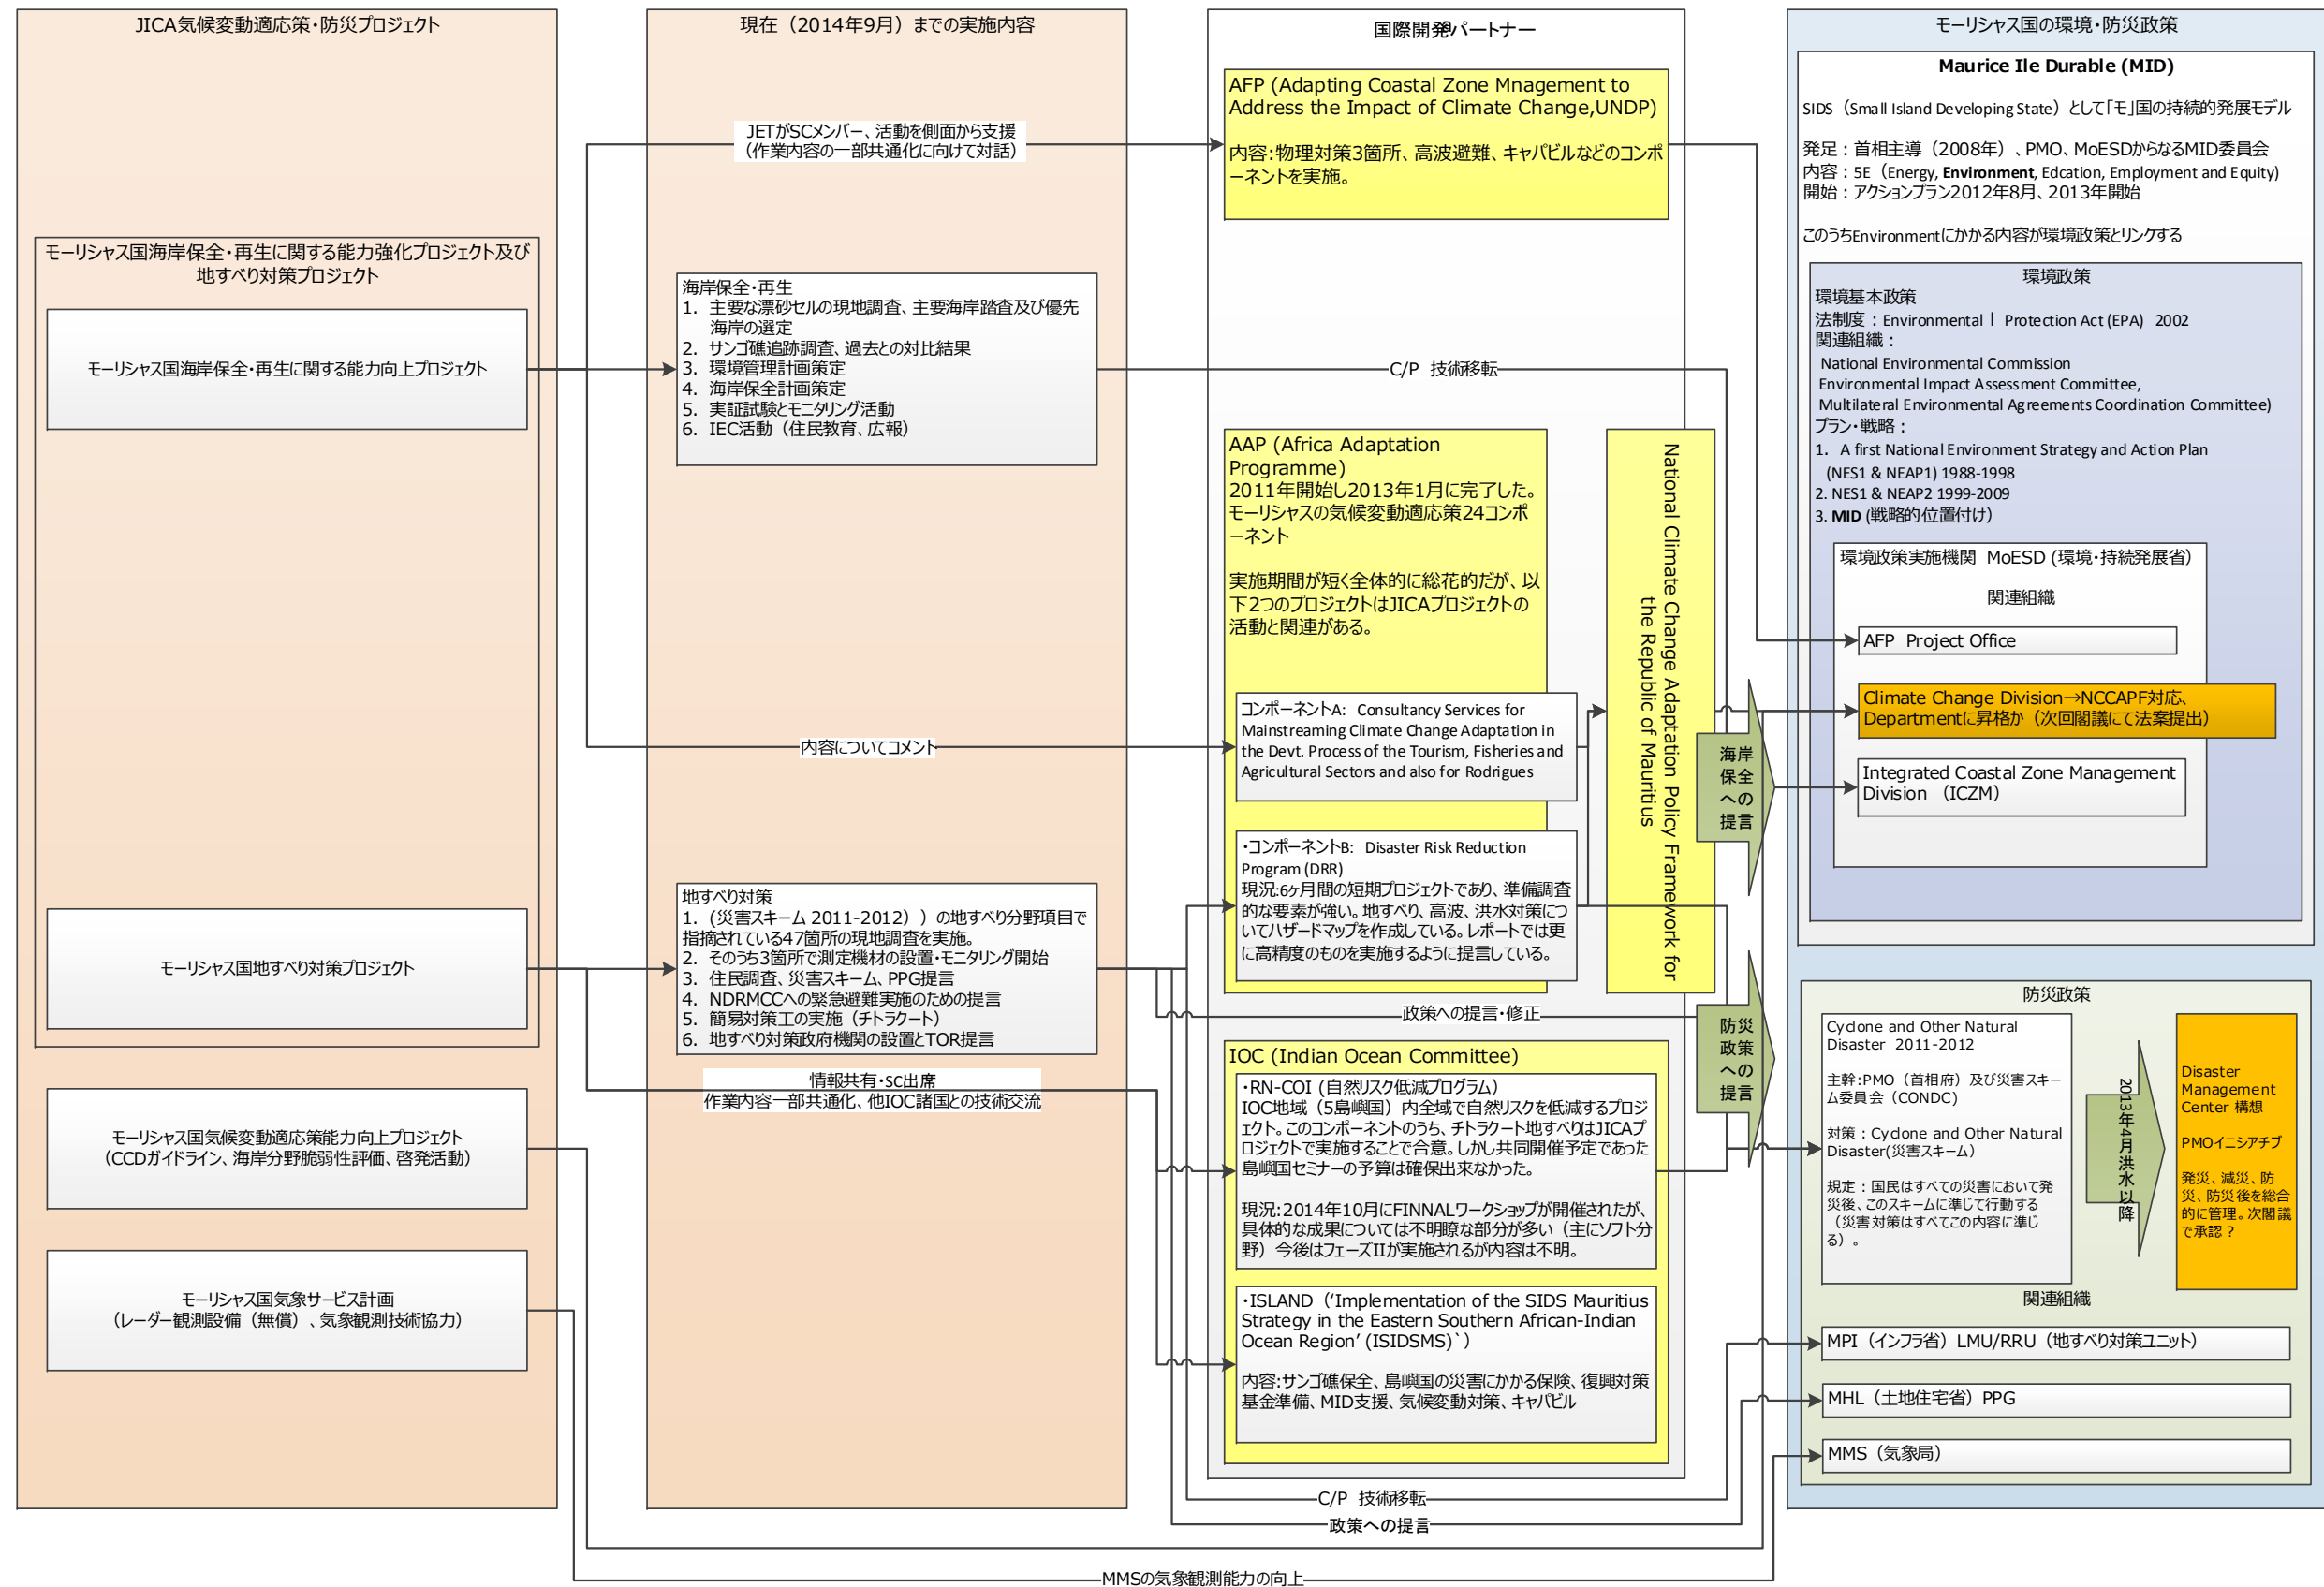 JICA気候変動適応策・防災プロジェクト
モーリシャス国海岸保全・再生に関する能力強化プロジェクト及び
地すべり対策プロジェクト
モーリシャス国海岸保全・再生に関する能力向上プロジェクト
モーリシャス国地すべり対策プロジェクト
モーリシャス国気候変動適応策能力向上プロジェクト
（CCDガイドライン、海岸分野脆弱性評価、啓発活動）
モーリシャス国気象サービス計画
（レーダー観測設備（無償）、気象観測技術協力）
現在（2014年9月）までの実施内容
JETがSCメンバー、活動を側面から支援
（作業内容の一部共通化に向けて対話）
海岸保全・再生
1. 主要な漂砂セルの現地調査、主要海岸踏査及び優先
海岸の選定
2. サンゴ礁追跡調査、過去との対比結果
3. 環境管理計画策定
4. 海岸保全計画策定
5. 実証試験とモニタリング活動
6. IEC活動（住民教育、広報）
内容についてコメント
地すべり対策
1. (災害スキーム 2011-2012)）の地すべり分野項目で
指摘されている47箇所の現地調査を実施。
2. そのうち3箇所で測定機材の設置・モニタリング開始
3. 住民調査、災害スキーム、PPG提言
4. NDRMCCへの緊急避難実施のための提言
5. 簡易対策工の実施（チトラクート）
6. 地すべり対策政府機関の設置とTOR提言
情報共有・SC出席
作業内容一部共通化、他IOC諸国との技術交流
国際開発パートナー
AFP (Adapting Coastal Zone Mnagement to
Address the Impact of Climate Change,UNDP)
内容:物理対策3箇所、高波避難、キャパビルなどのコンポ
ーネントを実施。
C/P 技術移転
AAP (Africa Adaptation
Programme)
2011年開始し2013年1月に完了した。
モーリシャスの気候変動適応策24コンポ
ーネント
実施期間が短く全体的に総花的だが、以
下2つのプロジェクトはJICAプロジェクトの
活動と関連がある。
コンポーネントA: Consultancy Services for
Mainstreaming Climate Change Adaptation in
the Devt. Process of the Tourism, Fisheries and
Agricultural Sectors and also for Rodrigues
・コンポーネントB: Disaster Risk Reduction
Program (DRR)
現況:6ヶ月間の短期プロジェクトであり、準備調査
的な要素が強い。地すべり、高波、洪水対策につ
いてハザードマップを作成している。レポートでは更
に高精度のものを実施するように提言している。
National Climate Change Adaptation Policy Framework for
the Republic of Mauritius
政策への提言・修正
IOC (Indian Ocean Committee)
・RN-COI (自然リスク低減プログラム）
IOC地域（5島嶼国）内全域で自然リスクを低減するプロジ
ェクト。このコンポーネントのうち、チトラクート地すべりはJICAプ
ロジェクトで実施することで合意。しかし共同開催予定であった
島嶼国セミナーの予算は確保出来なかった。
現況:2014年10月にFINNALワークショップが開催されたが、
具体的な成果については不明瞭な部分が多い（主にソフト分
野）今後はフェーズIIが実施されるが内容は不明。
・ISLAND（‘Implementation of the SIDS Mauritius
Strategy in the Eastern Southern African-Indian
Ocean Region’ (ISIDSMS)`）
内容:サンゴ礁保全、島嶼国の災害にかかる保険、復興対策
基金準備、MID支援、気候変動対策、キャパビル
C/P 技術移転
政策への提言
MMSの気象観測能力の向上
海岸
保全
への
提言
防災
政策
への
提言
モーリシャス国の環境・防災政策
Maurice Ile Durable (MID)
SIDS（Small Island Developing State）として「モ」国の持続的発展モデル
発足：首相主導（2008年）、PMO、MoESDからなるMID委員会
内容：5E（Energy, Environment, Edcation, Employment and Equity)
開始：アクションプラン2012年8月、2013年開始
このうちEnvironmentにかかる内容が環境政策とリンクする
環境政策
環境基本政策
法制度：Environmental l Protection Act (EPA) 2002
関連組織：
National Environmental Commission
Environmental Impact Assessment Committee,
Multilateral Environmental Agreements Coordination Committee)
プラン・戦略：
1. A first National Environment Strategy and Action Plan
(NES1 & NEAP1) 1988-1998
2. NES1 & NEAP2 1999-2009
3. MID (戦略的位置付け）
環境政策実施機関 MoESD (環境・持続発展省)
関連組織
AFP Project Office
Climate Change Division→NCCAPF対応、
Departmentに昇格か（次回閣議にて法案提出）
Integrated Coastal Zone Management
Division （ICZM）
防災政策
Cyclone and Other Natural
Disaster 2011-2012
主幹:PMO（首相府）及び災害スキー
ム委員会（CONDC）
対策：Cyclone and Other Natural
Disaster(災害スキーム）
規定：国民はすべての災害において発
災後、このスキームに準じて行動する
（災害対策はすべてこの内容に準じ
る）。
2013年4月洪水以降
Disaster
Management
Center 構想
PMOイニシアチブ
発災、減災、防
災、防災後を総合
的に管理。次閣議
で承認？
関連組織
MPI（インフラ省）LMU/RRU（地すべり対策ユニット）
MHL（土地住宅省）PPG
MMS（気象局）